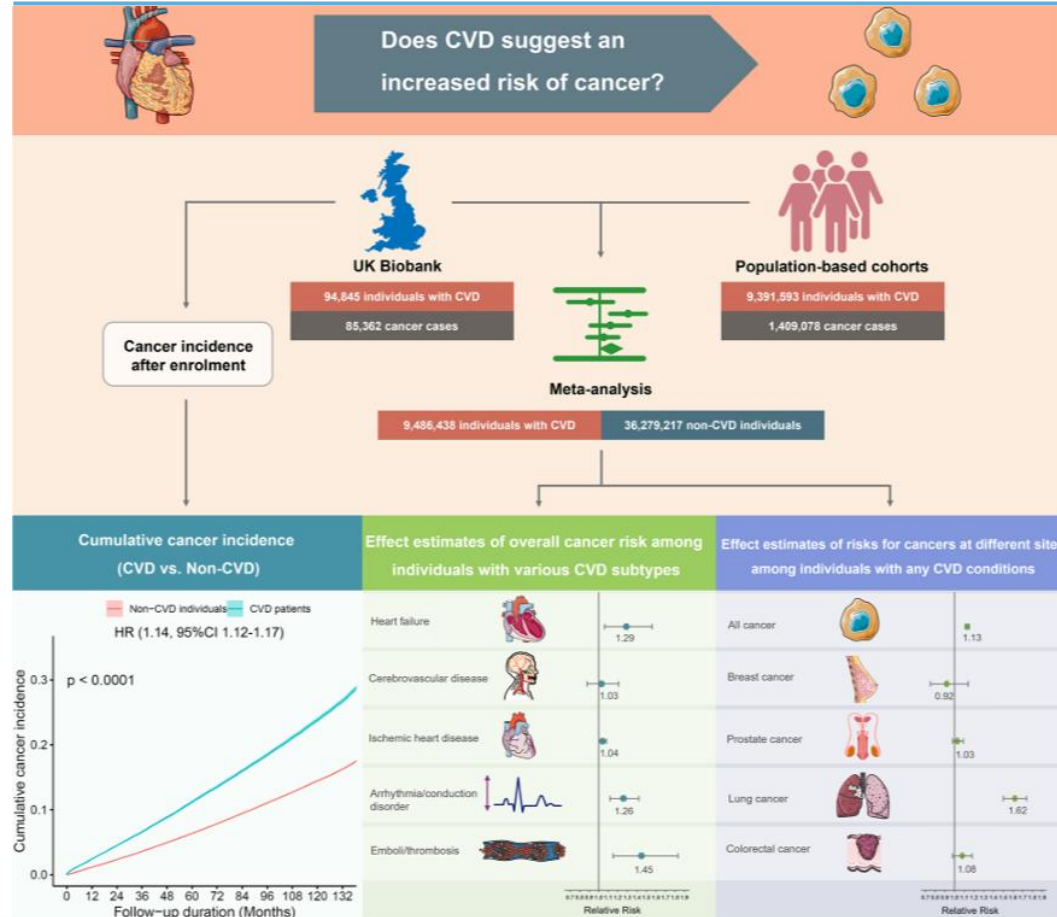 Does CVD suggest an
increased risk of cancer?
UK Biobank
94,845 individuals with CVD
85,362 cancer cases
Population-based cohorts
9,391,593 individuals with CVD
1,409,078 cancer cases
Cancer incidence
after enrolment
Meta-analysis
9,486,438 individuals with CVD
36,279,217 non-CVD individuals
Cumulative cancer incidence
(CVD vs. Non-CVD)
Non-CVD individuals
CVD patients
HR (1.14, 95%CI 1.12-1.17)
p < 0.0001
Cumulative cancer incidence
0.3
0.2
0.1
0.0
0 12 24 36 48 60 72 84 96 108 120 132
Follow-up duration (Months)
Effect estimates of overall cancer risk among
individuals with various CVD subtypes
Heart failure
1.29
Cerebrovascular disease
1.03
Ischemic heart disease
1.04
Arrhythmia/conduction
disorder
1.26
Emboli/thrombosis
1.45
Relative Risk
Effect estimates of risks for cancers at different site
among individuals with any CVD conditions
All cancer
1.13
Breast cancer
0.92
Prostate cancer
1.03
Lung cancer
1.62
Colorectal cancer
1.08
Relative Risk